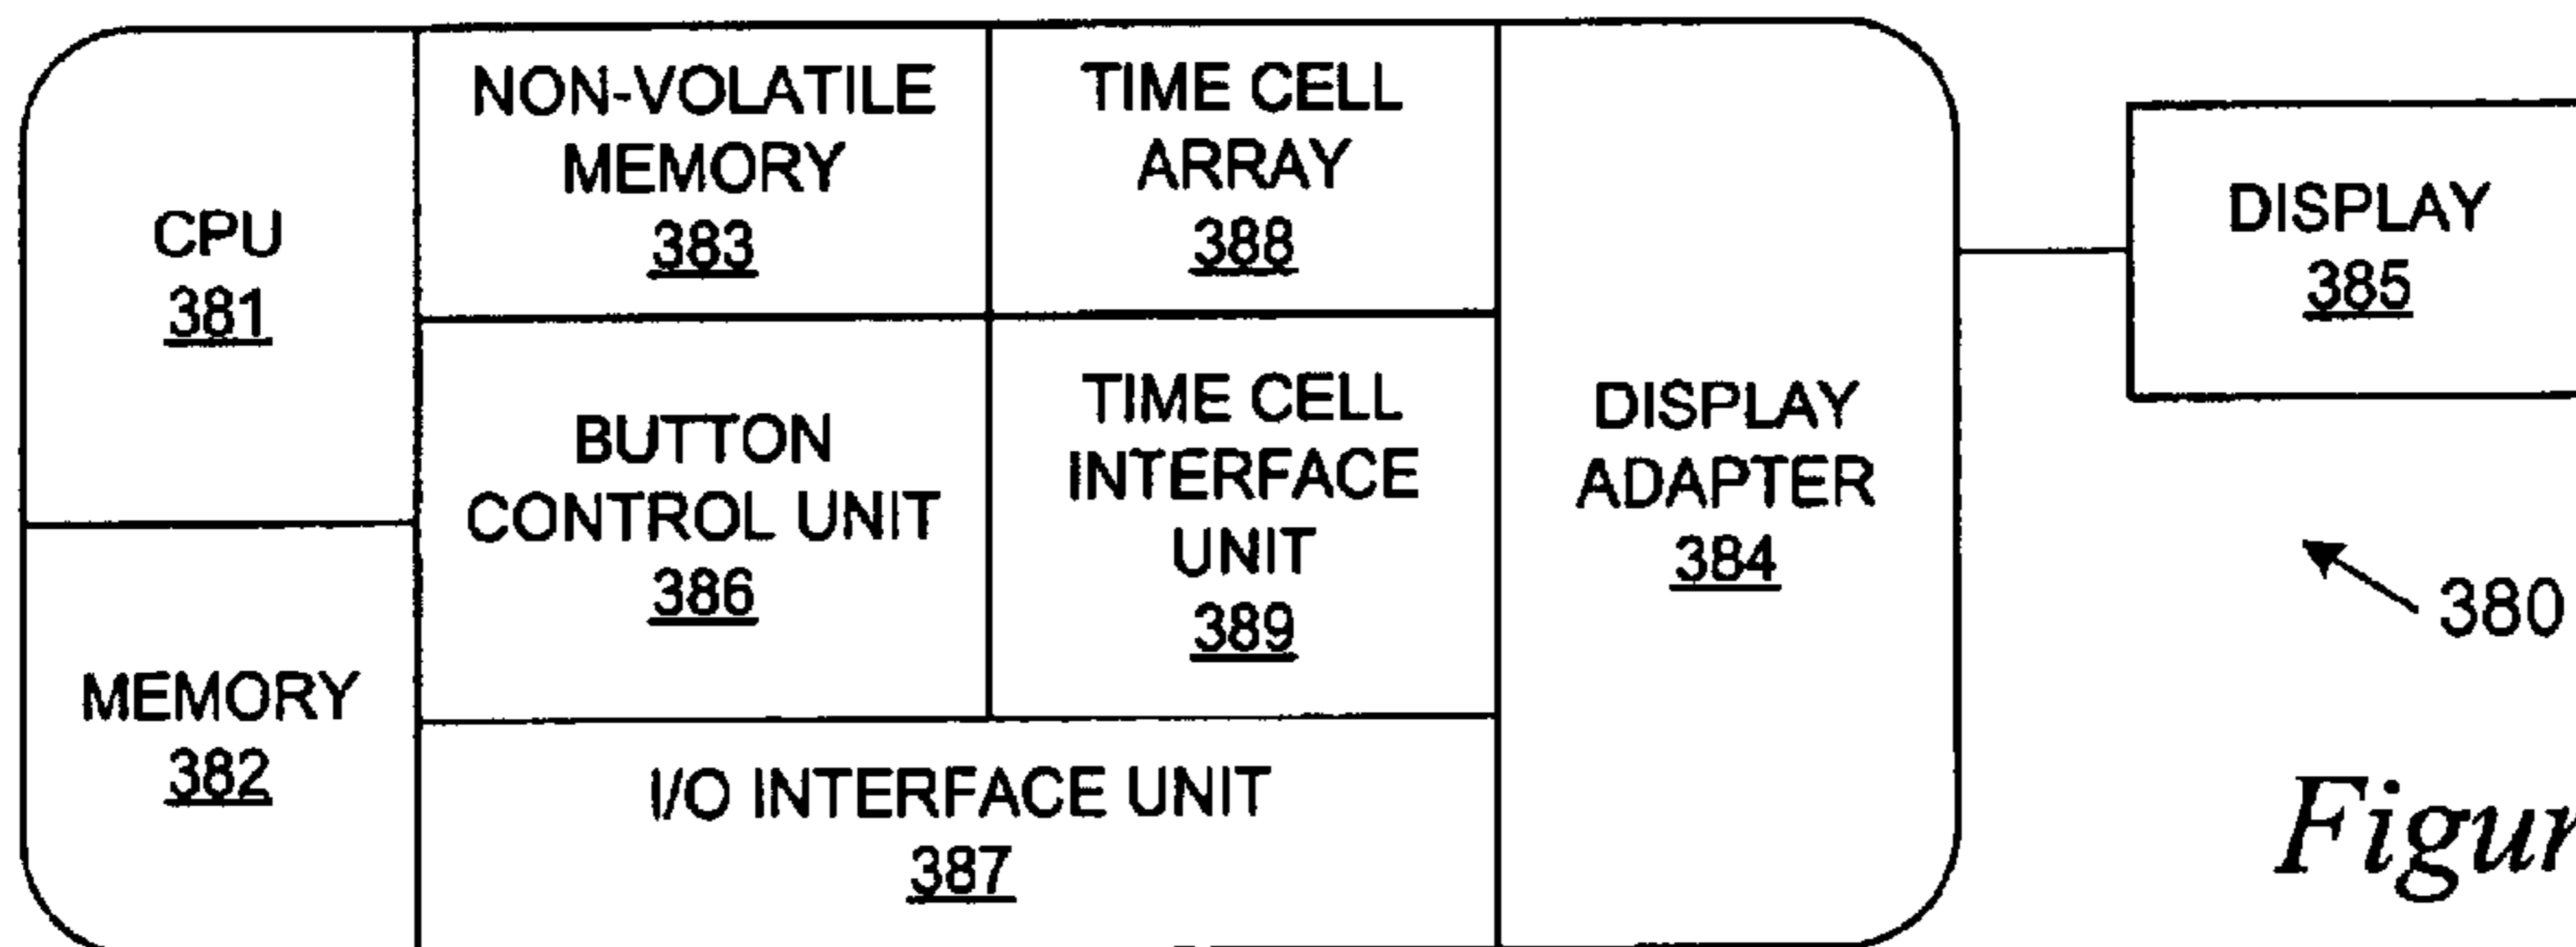 CPU
381
MEMORY
382
NON-VOLATILE
MEMORY
383
TIME CELL
ARRAY
388
BUTTON
CONTROL UNIT
386
TIME CELL
INTERFACE
UNIT
389
I/O INTERFACE UNIT
387
DISPLAY
ADAPTER
384
DISPLAY
385
380